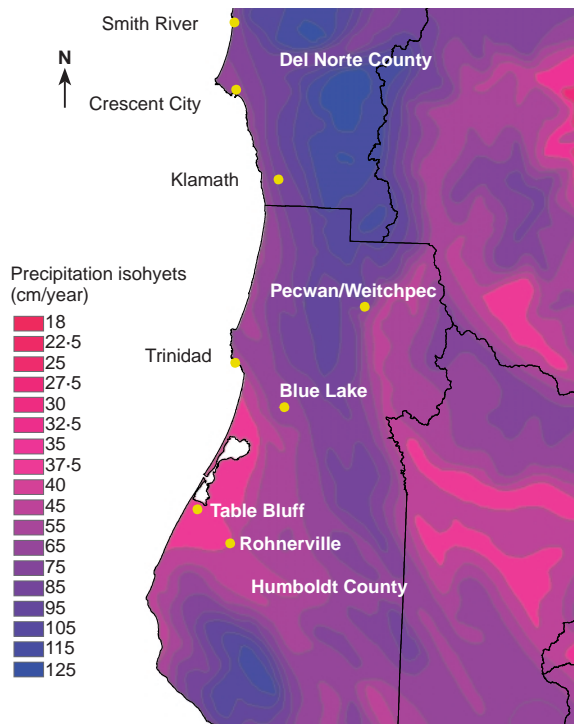 Smith River
Del Norte County
N
Crescent City
Klamath
Precipitation isohyets
(cm/year)
Pecwan/Weitchpec
18
22·5
25
27·5
30
32·5
35
37·5
40
45
55
65
75
85
95
105
115
125
Trinidad
Blue Lake
Table Bluff
Rohnerville
Humboldt County